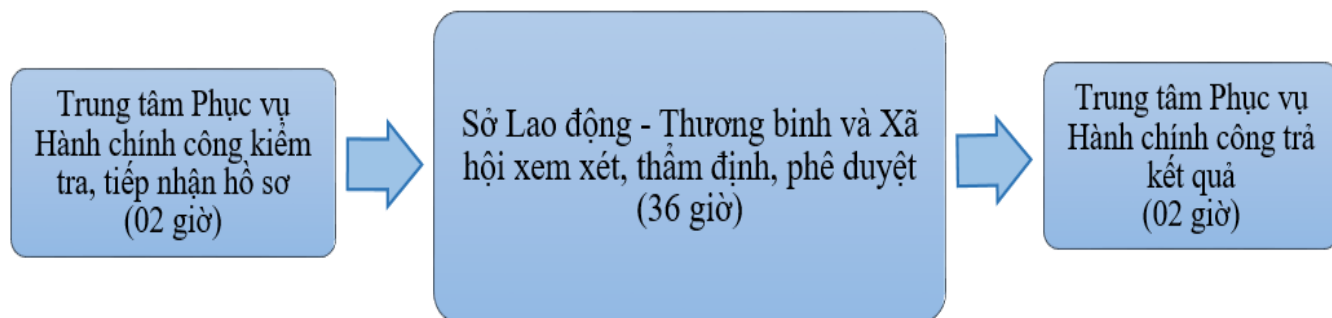 Trung tâm Phục vụ
Hành chính công kiểm
tra, tiếp nhận hồ sơ
(02 giờ)
Sở Lao động - Thương binh và Xã
hội xem xét, thẩm định, phê duyệt
(36 giờ)
Trung tâm Phục vụ
Hành chính công trả
kết quả
(02 giờ)